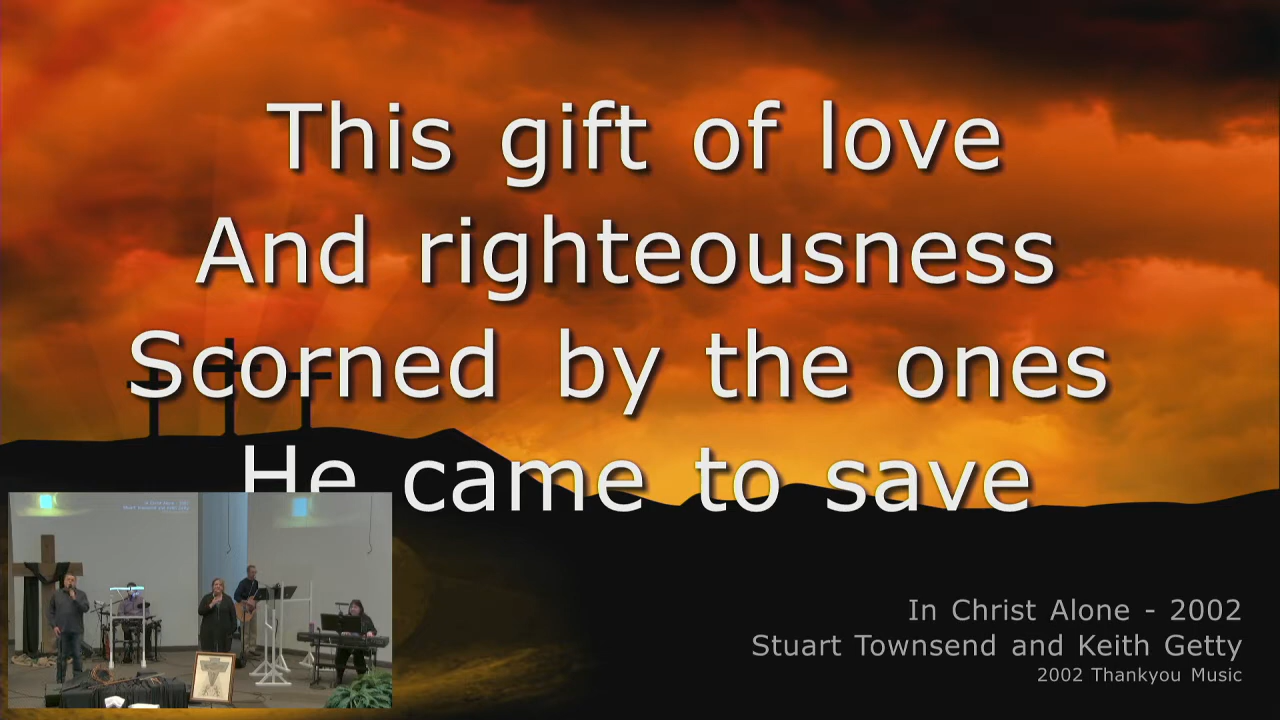 This gift of love
And righteousness
Scorned by the ones
He came to save
In Christ Alone - 2002
Stuart Townsend and Keith Getty
2002 Thankyou Music